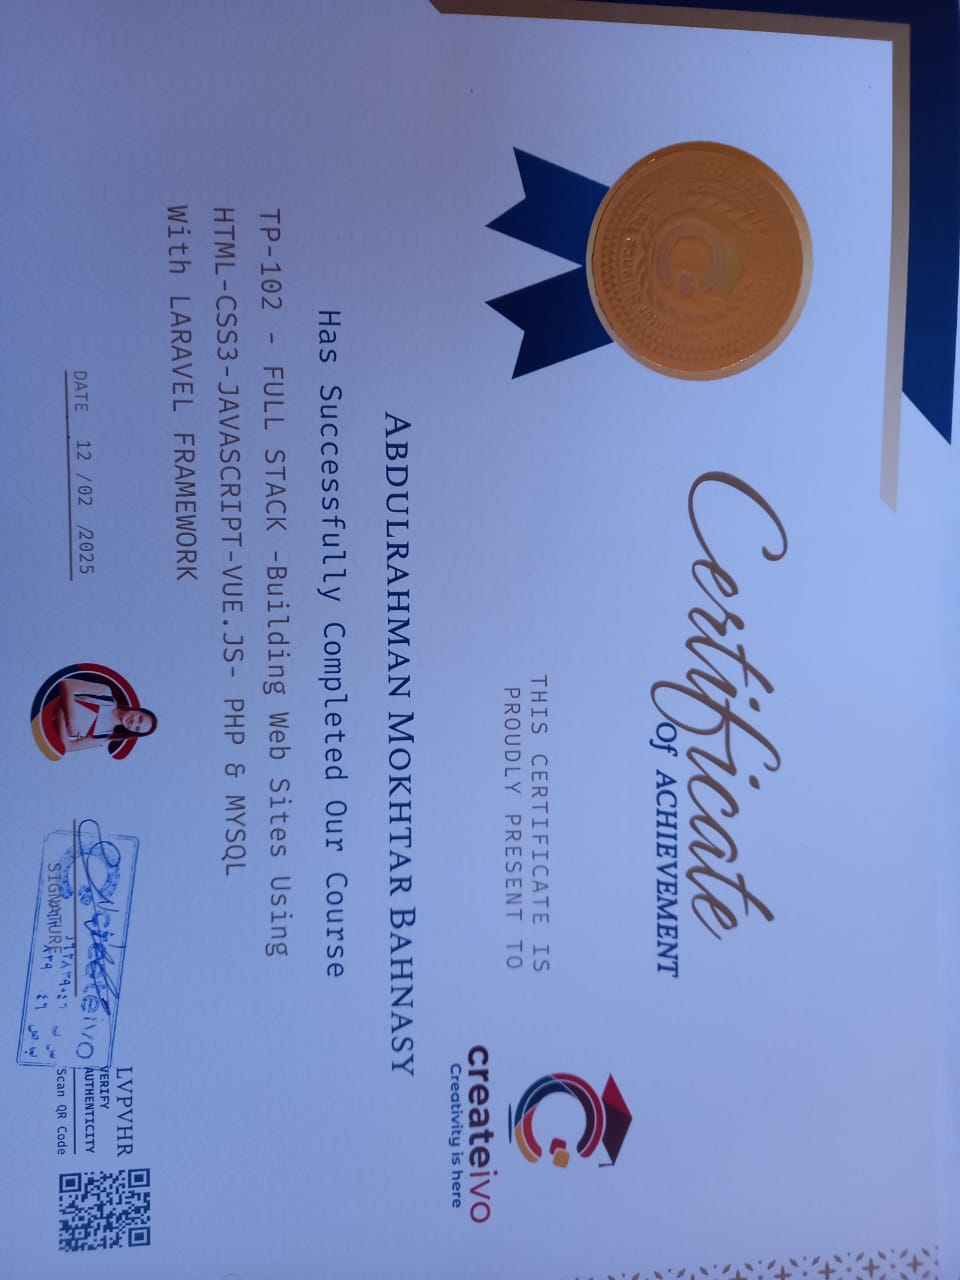 Certificate
Of ACHIEVEMENT
createivo
Creativity is here
THIS CERTIFICATE IS
PROUDLY PRESENT TO
ABDULRAHMAN MOKHTAR BAHNASY
Has Successfully Completed Our Course
TP-102 - FULL STACK -Building Web Sites Using
HTML-CSS3-JAVASCRIPT-VUE.JS- PHP & MYSQL
With LARAVEL FRAMEWORK
DATE 12 /02 /2025
SIGNATURE
LVPVHR
VERIFY
AUTHENTICITY
Scan QR Code